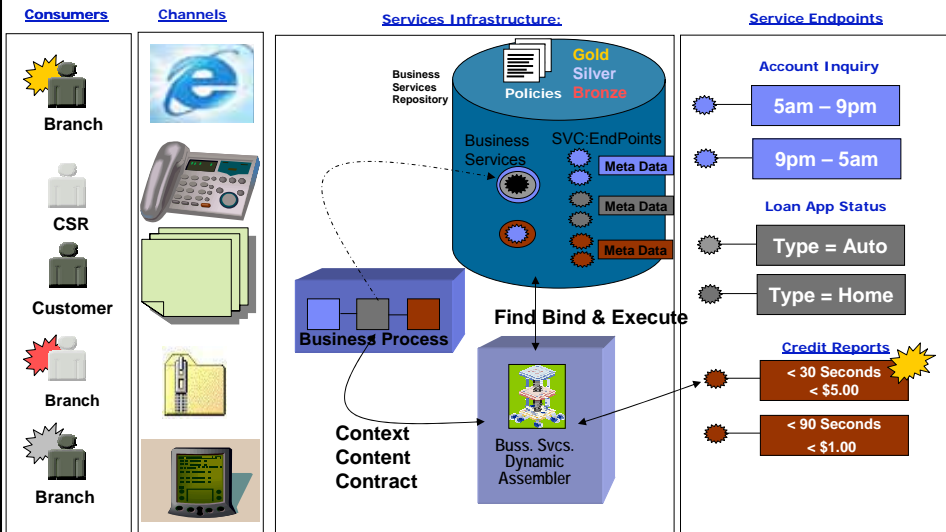 Consumers
Channels
Services Infrastructure:
Service Endpoints
Branch
CSR
Customer
Branch
Branch
Business
Services
Repository
Policies
Gold
Silver
Bronze
Business
Services
SVC:EndPoints
Meta Data
Meta Data
Meta Data
Business Process
Find Bind & Execute
Context
Content
Contract
Buss. Svcs.
Dynamic
Assembler
Account Inquiry
5am – 9pm
9pm – 5am
Loan App Status
Type = Auto
Type = Home
Credit Reports
< 30 Seconds
< $5.00
< 90 Seconds
< $1.00